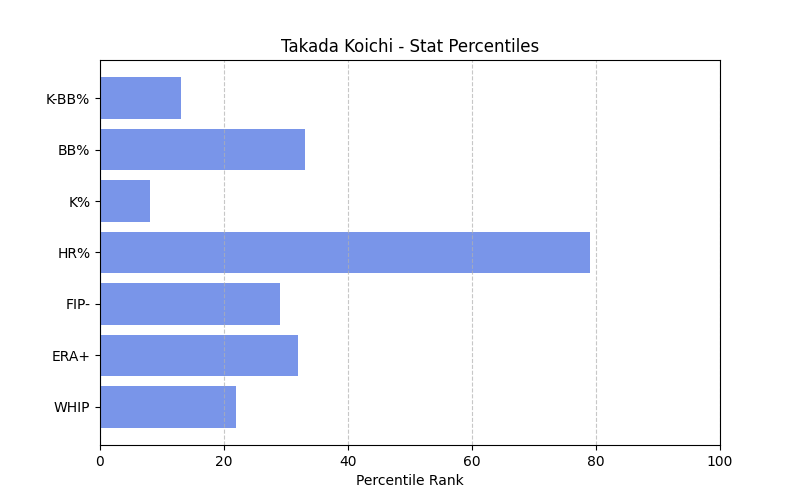 Takada Koichi - Stat Percentiles
K-BB%
BB%
K%
HR%
FIP-
ERA+
WHIP
0 20 40 60 80 100
Percentile Rank